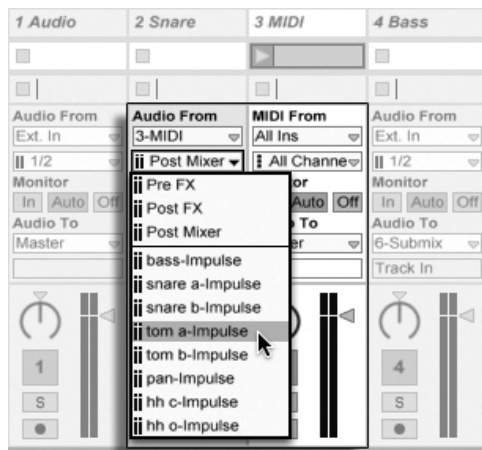 1 Audio
2 Snare
3 MIDI
4 Bass
Audio From
Audio From
MIDI From
Audio From
Ext. In
3-MIDI
All Ins
Ext. In
1/2
Post Mixer
All Channe
1/2
Monitor
Pre FX
or
Monitor
In Auto Off
Post FX
Auto Off
In Auto Off
Audio To
Post Mixer
To
Audio To
Master
er
6-Submix
bass-Impulse
Track In
snare a-Impulse
snare b-Impulse
tom a-Impulse
tom b-Impulse
1
4
pan-Impulse
S
hh c-Impulse
S
hh o-Impulse